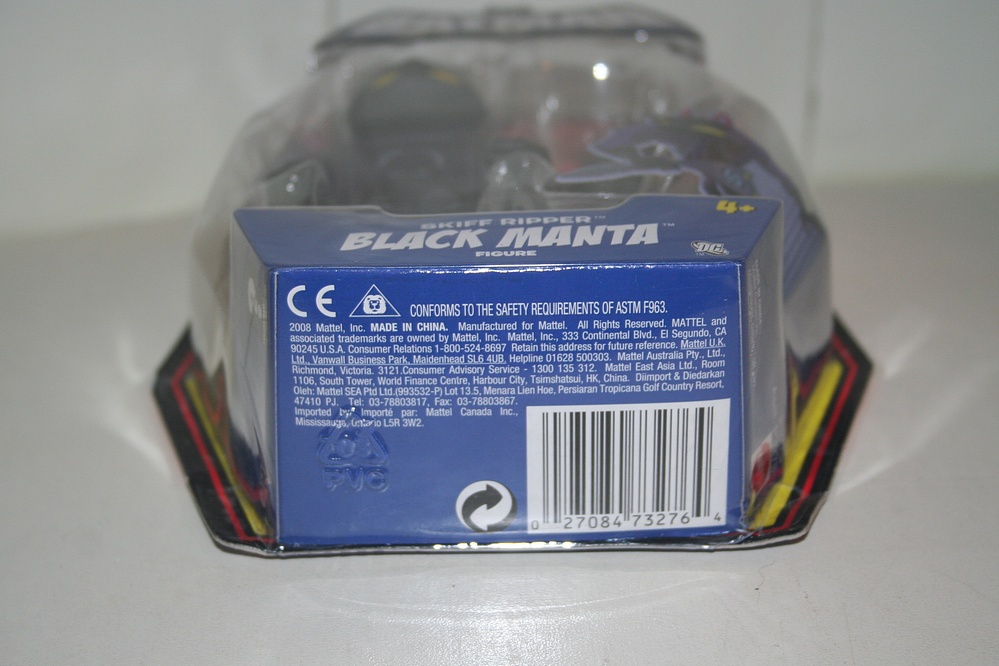 SKIFF RIPPER™
BLACK MANTA™
FIGURE
4+
DC
CE
CONFORMS TO THE SAFETY REQUIREMENTS OF ASTM F963.
2008 Mattel, Inc. MADE IN CHINA. Manufactured for Mattel. All Rights Reserved. MATTEL and
associated trademarks are owned by Mattel, Inc. Mattel, Inc., 333 Continental Blvd., El Segundo, CA
90245 U.S.A. Consumer Relations 1-800-524-8697 Retain this address for future reference. Mattel U.K.
Ltd., Vanwall Business Park, Maidenhead SL6 4UB, Helpline 01628 500303. Mattel Australia Pty., Ltd.,
Richmond, Victoria. 3121.Consumer Advisory Service - 1300 135 312. Mattel East Asia Ltd., Room
1106, South Tower, World Finance Centre, Harbour City, Tsimshatsui, HK, China. Diimport & Diedarkan
Oleh: Mattel SEA Ptd Ltd.(993532-P) Lot 13.5, Menara Lien Hoe, Persiaran Tropicana Golf Country Resort,
47410 PJ. Tel: 03-78803817, Fax: 03-78803867.
Imported by/ Importé par: Mattel Canada Inc.,
Mississauga, Ontario L5R 3W2.
PVC
0 27084 73276 4